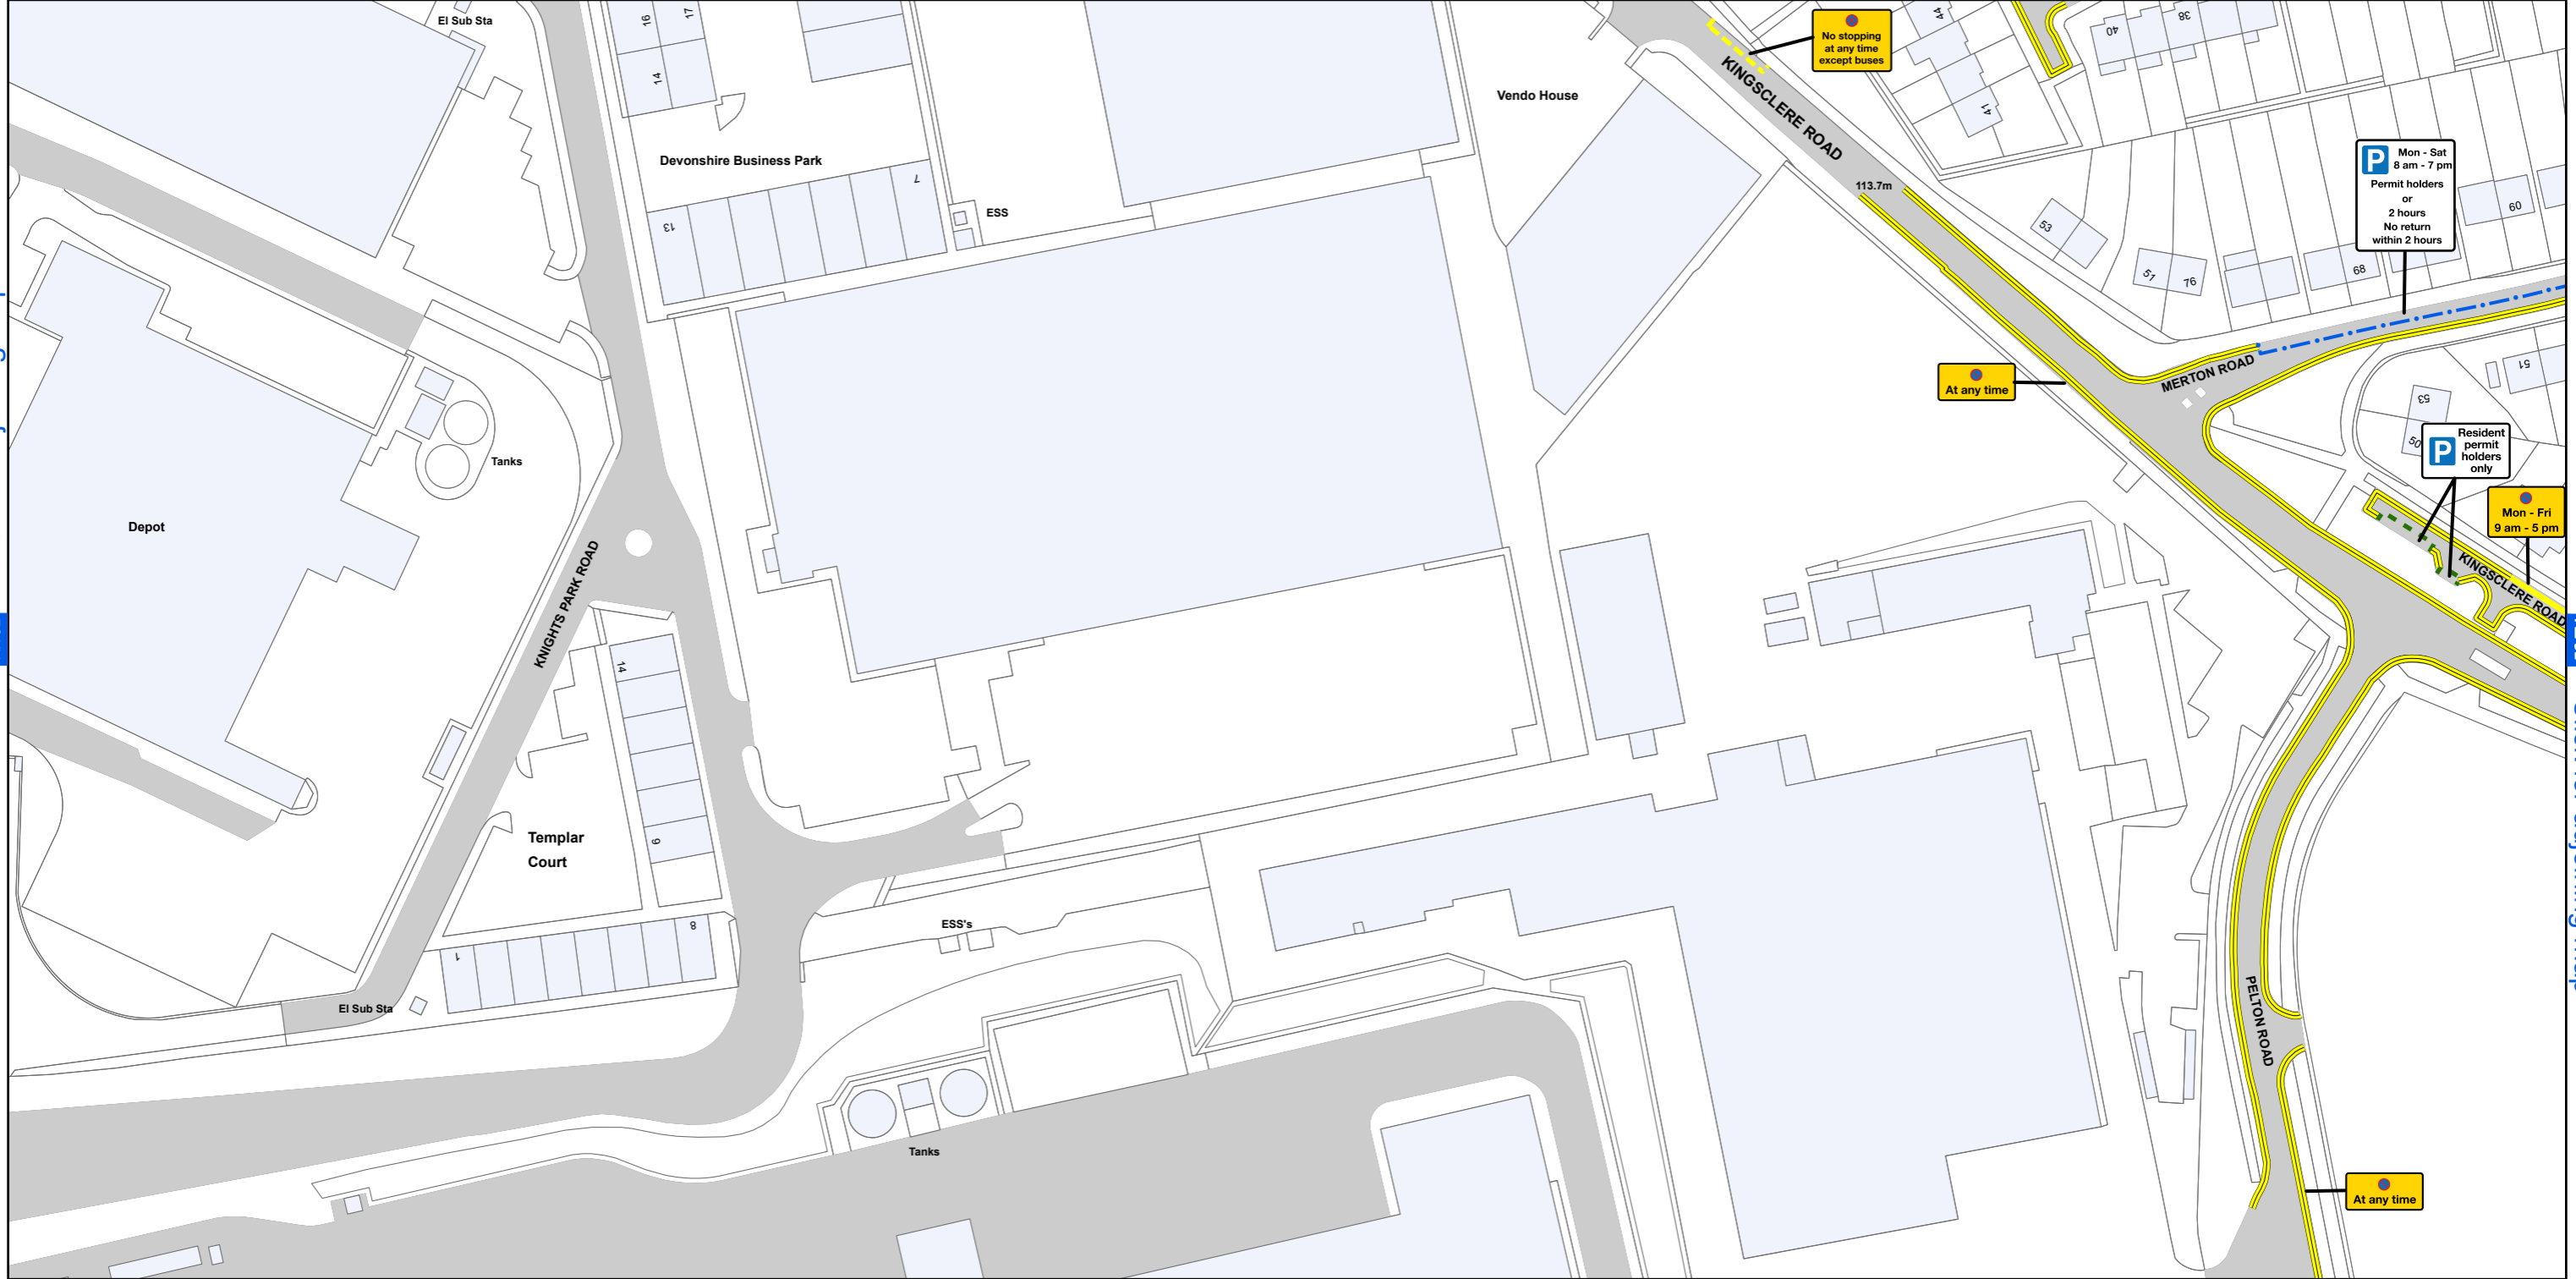 El Sub Sta
16
17
14
44
No stopping
at any time
except buses
40
38
41
KINGSCLERE ROAD
Vendo House
Devonshire Business Park
7
13
ESS
113.7m
P
Mon - Sat
8 am - 7 pm
Permit holders
or
2 hours
No return
within 2 hours
60
53
51
76
68
MERTON ROAD
At any time
51
53
50
P
Resident
permit
holders
only
Mon - Fri
9 am - 5 pm
KINGSCLERE ROAD
Tanks
Depot
KNIGHTS PARK ROAD
14
9
Templar
Court
8
1
ESS's
El Sub Sta
PELTON ROAD
Tanks
At any time